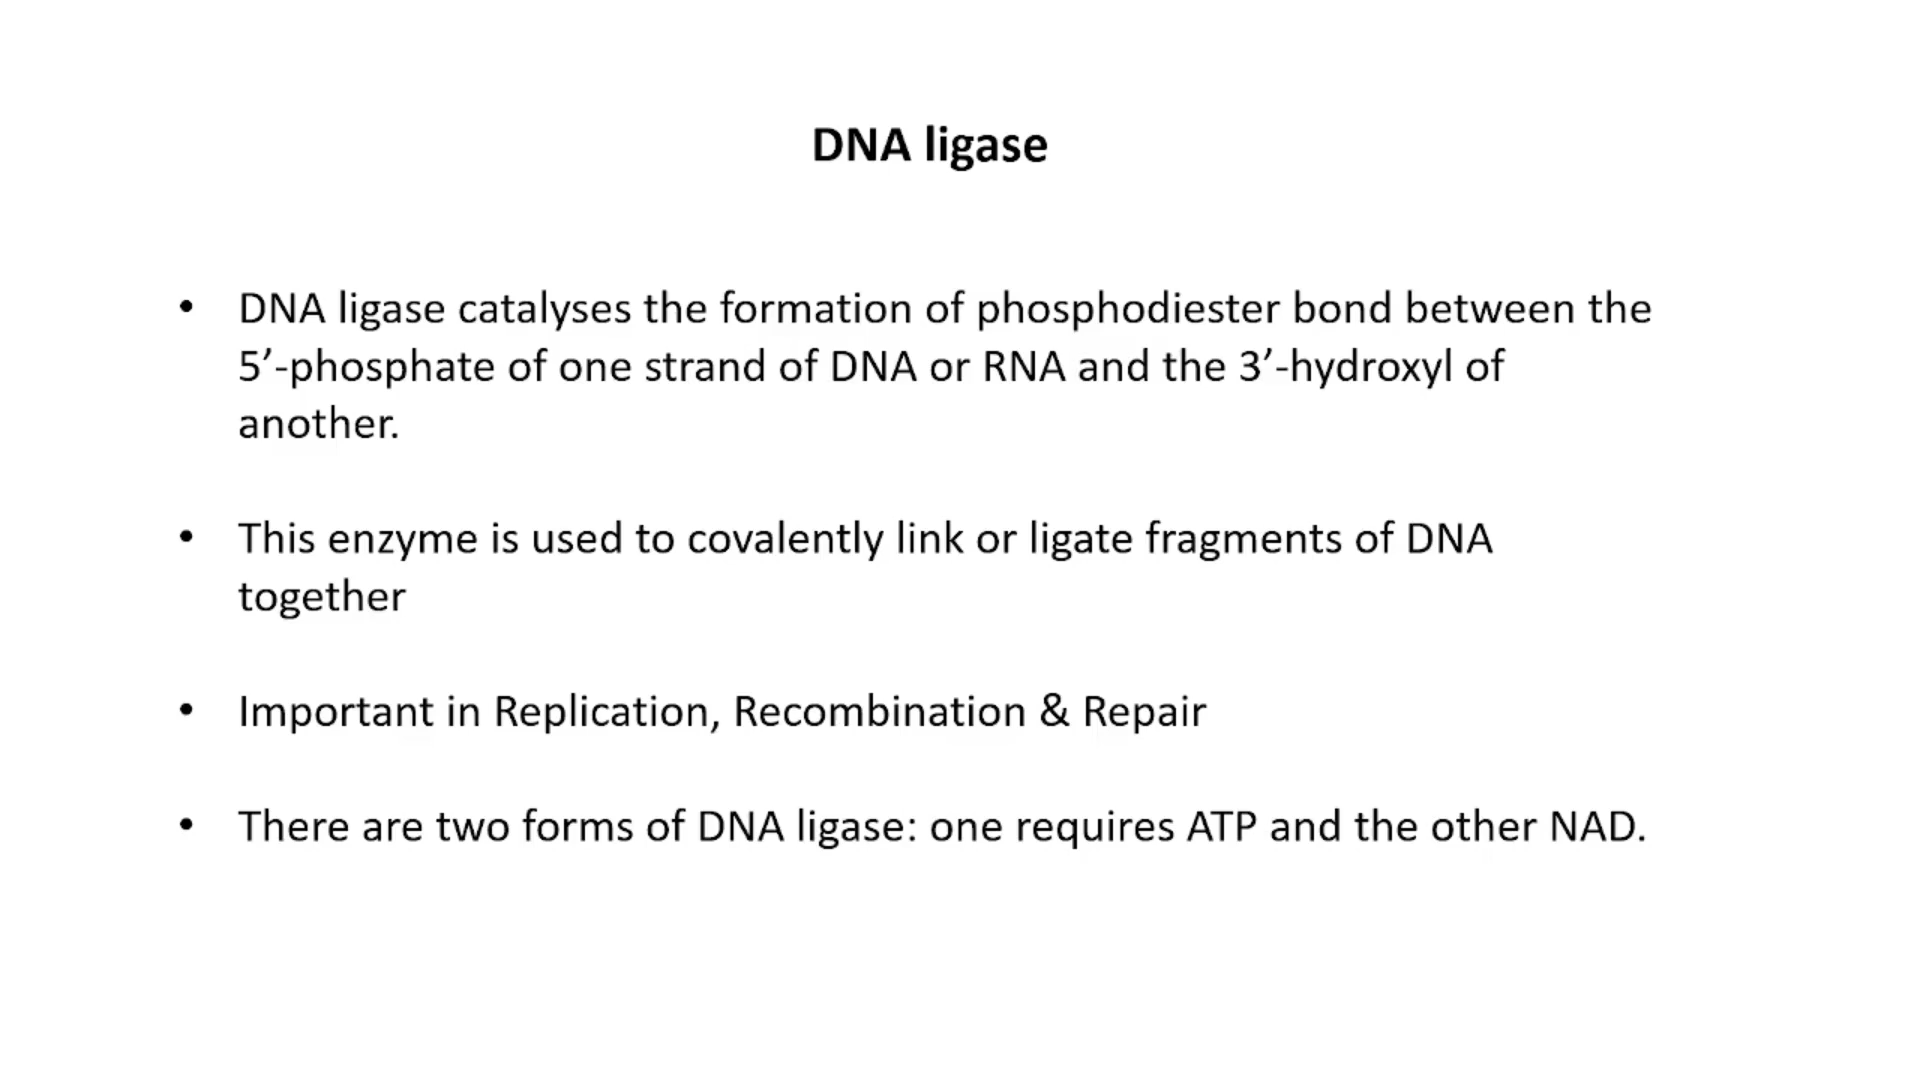 DNA ligase
• DNA ligase catalyses the formation of phosphodiester bond between the
5’-phosphate of one strand of DNA or RNA and the 3’-hydroxyl of
another.
• This enzyme is used to covalently link or ligate fragments of DNA
together
• Important in Replication, Recombination & Repair
• There are two forms of DNA ligase: one requires ATP and the other NAD.